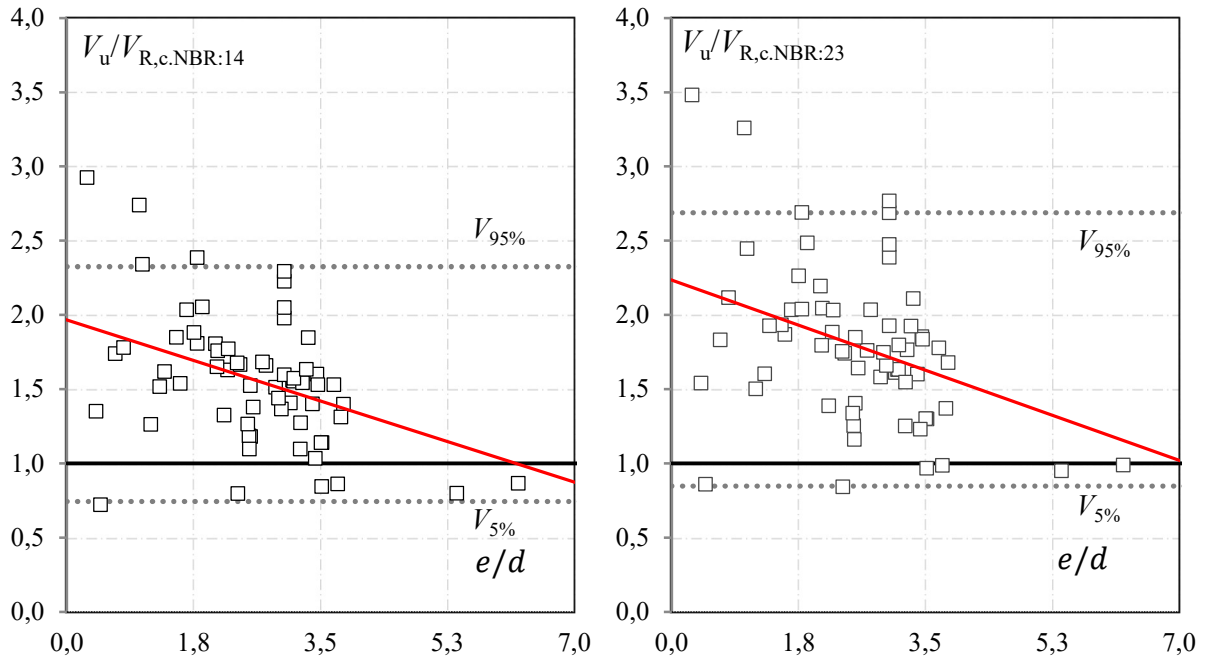 4,0
V_u/V_R,c.NBR:14
3,5
3,0
2,5
V_95%
2,0
1,5
1,0
V_5%
0,5
e/d
0,0
0,0 1,8 3,5 5,3 7,0
4,0
V_u/V_R,c.NBR:23
3,5
3,0
2,5
V_95%
2,0
1,5
1,0
V_5%
0,5
e/d
0,0
0,0 1,8 3,5 5,3 7,0